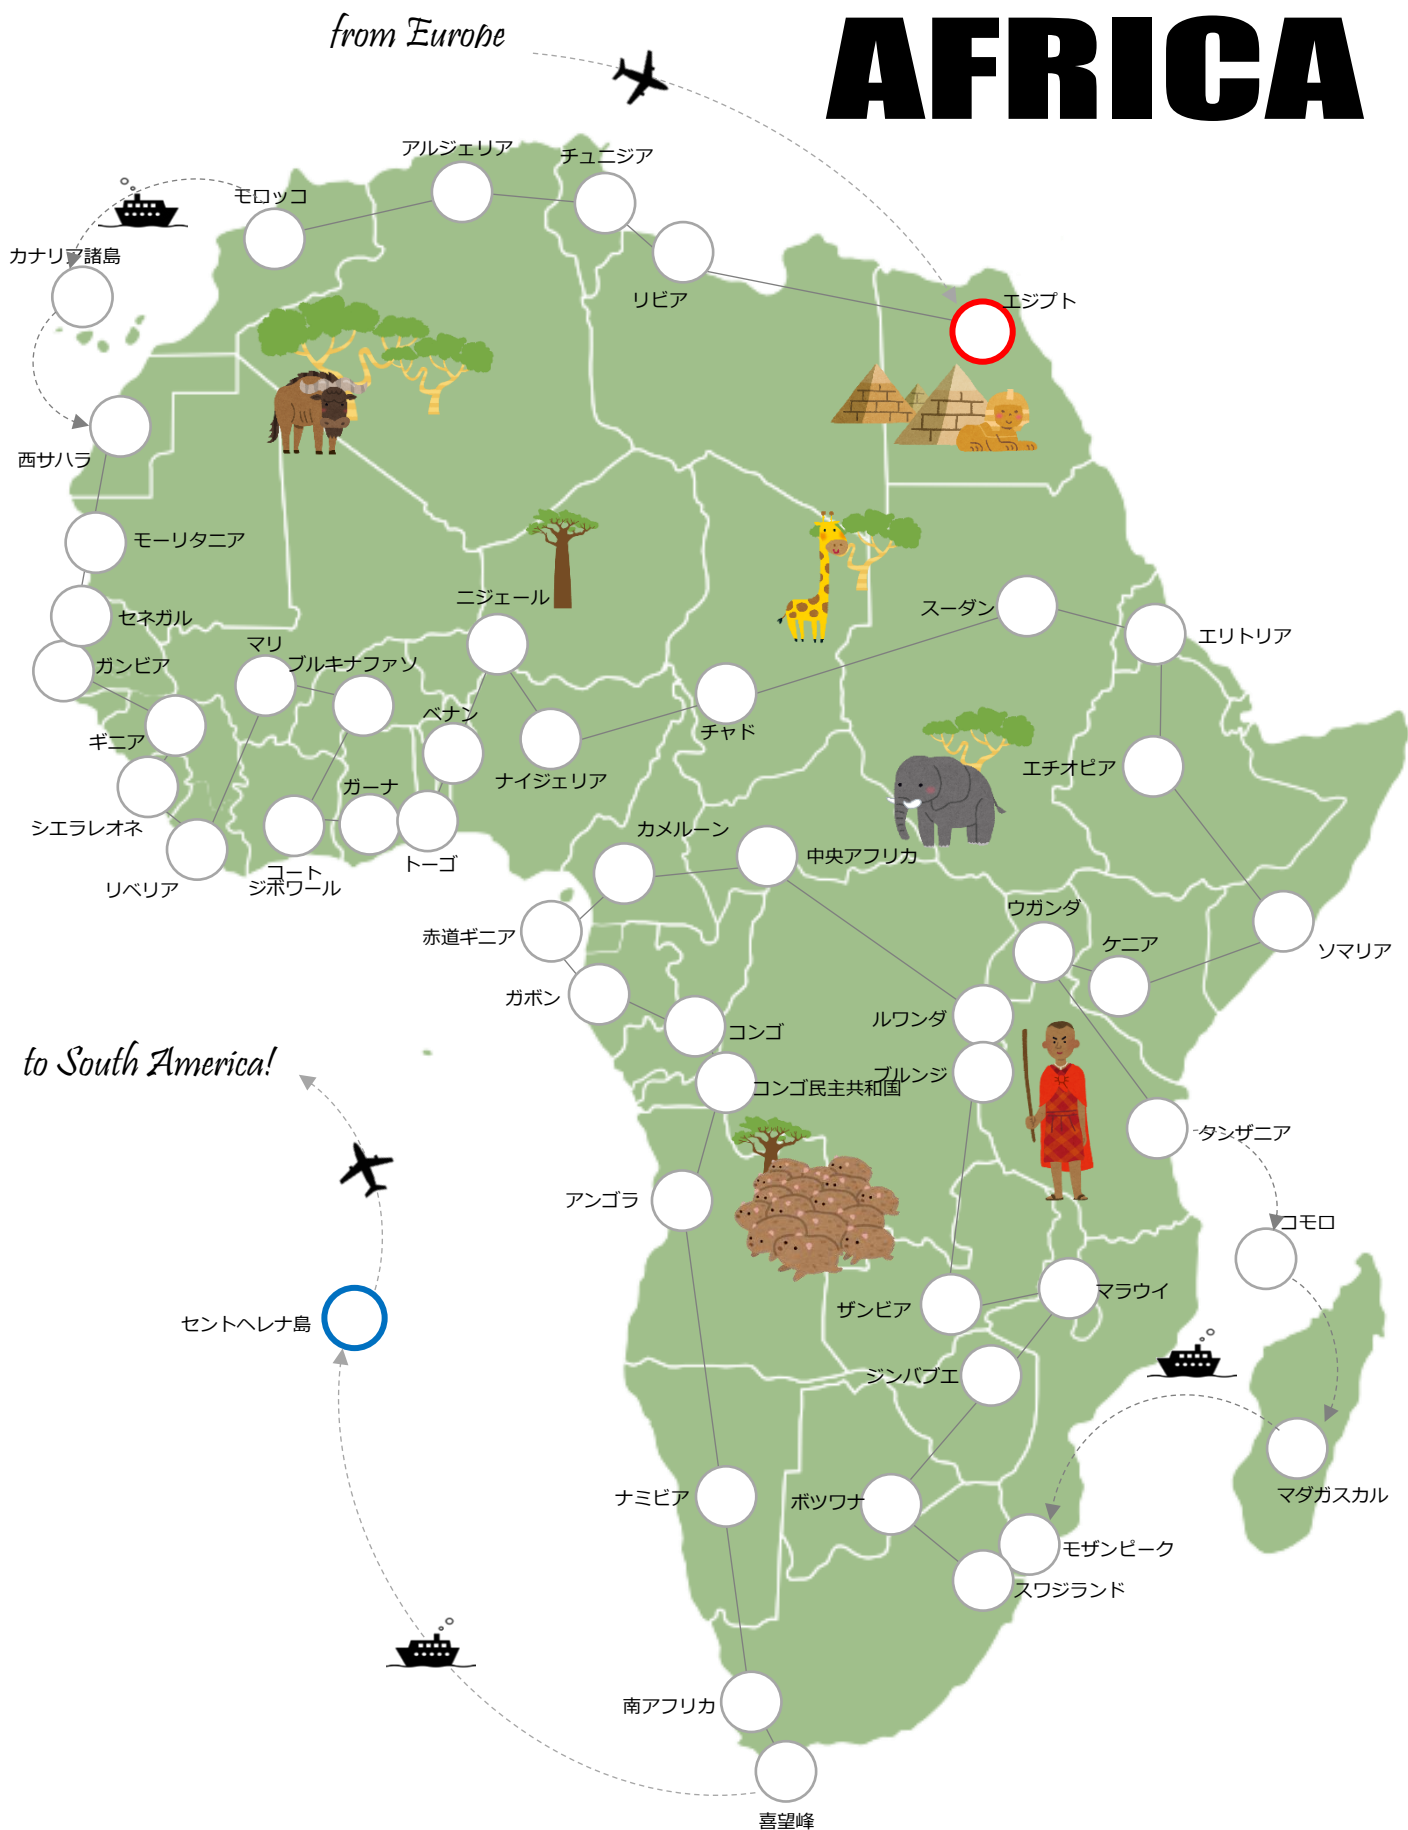 from Europe
AFRICA
アルジェリア
チュニジア
モロッコ
カナリア諸島
リビア
エジプト
西サハラ
モーリタニア
ニジェール
スーダン
セネガル
エリトリア
マリ
ブルキナファソ
ガンビア
ベナン
チャド
ギニア
エチオピア
ナイジェリア
ガーナ
シエラレオネ
カメルーン
中央アフリカ
トーゴ
コート
ジボワール
リベリア
ウガンダ
赤道ギニア
ケニア
ソマリア
ガボン
ルワンダ
コンゴ
to South America!
ブルンジ
コンゴ民主共和国
タンザニア
アンゴラ
コモロ
マラウイ
ザンビア
セントヘレナ島
ジンバブエ
マダガスカル
ナミビア
ボツワナ
モザンビーク
スワジランド
南アフリカ
喜望峰